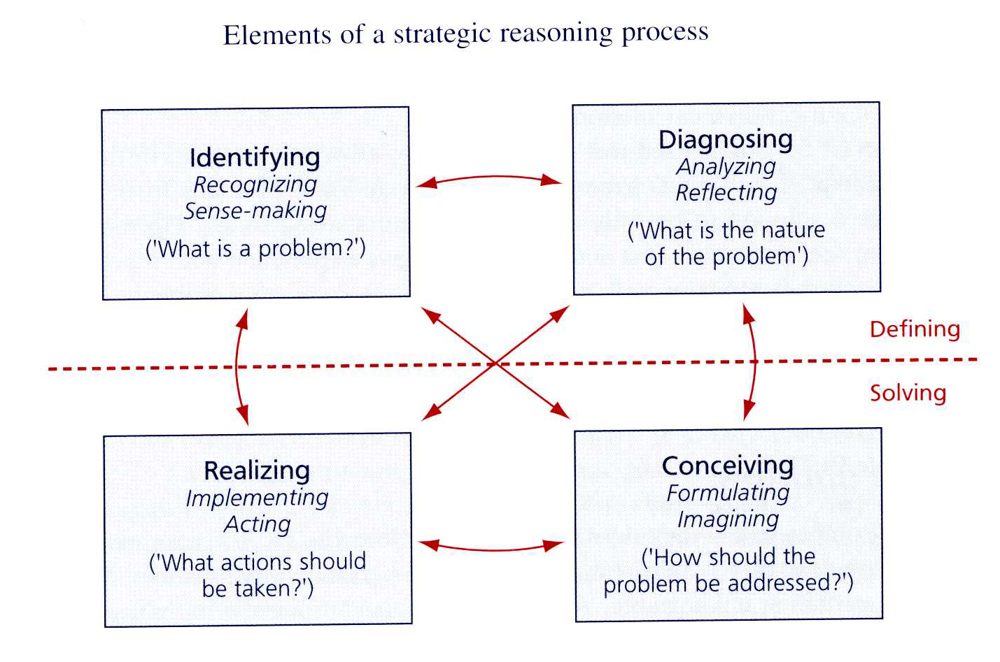 Elements of a strategic reasoning process
Identifying
Recognizing
Sense-making
('What is a problem?')
Diagnosing
Analyzing
Reflecting
('What is the nature
of the problem')
Defining
Solving
Realizing
Implementing
Acting
('What actions should
be taken?')
Conceiving
Formulating
Imagining
('How should the
problem be addressed?')